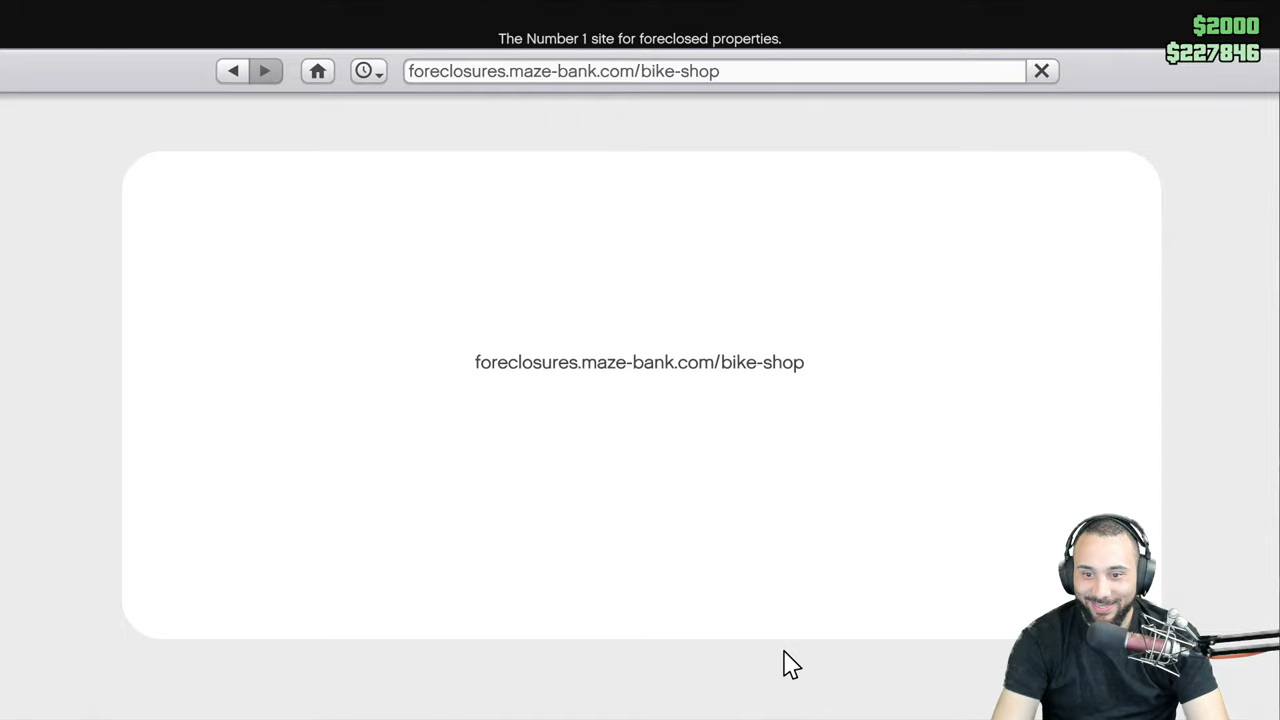 The Number 1 site for foreclosed properties.
$2000
$227846
foreclosures.maze-bank.com/bike-shop
foreclosures.maze-bank.com/bike-shop